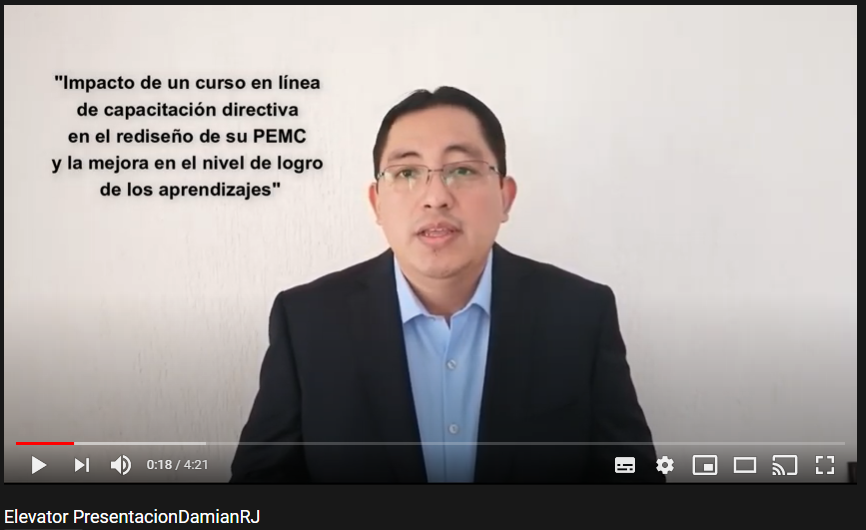 "Impacto de un curso en línea
de capacitación directiva
en el rediseño de su PEMC
y la mejora en el nivel de logro
de los aprendizajes"
0:18 / 4:21
Elevator PresentacionDamianRJ